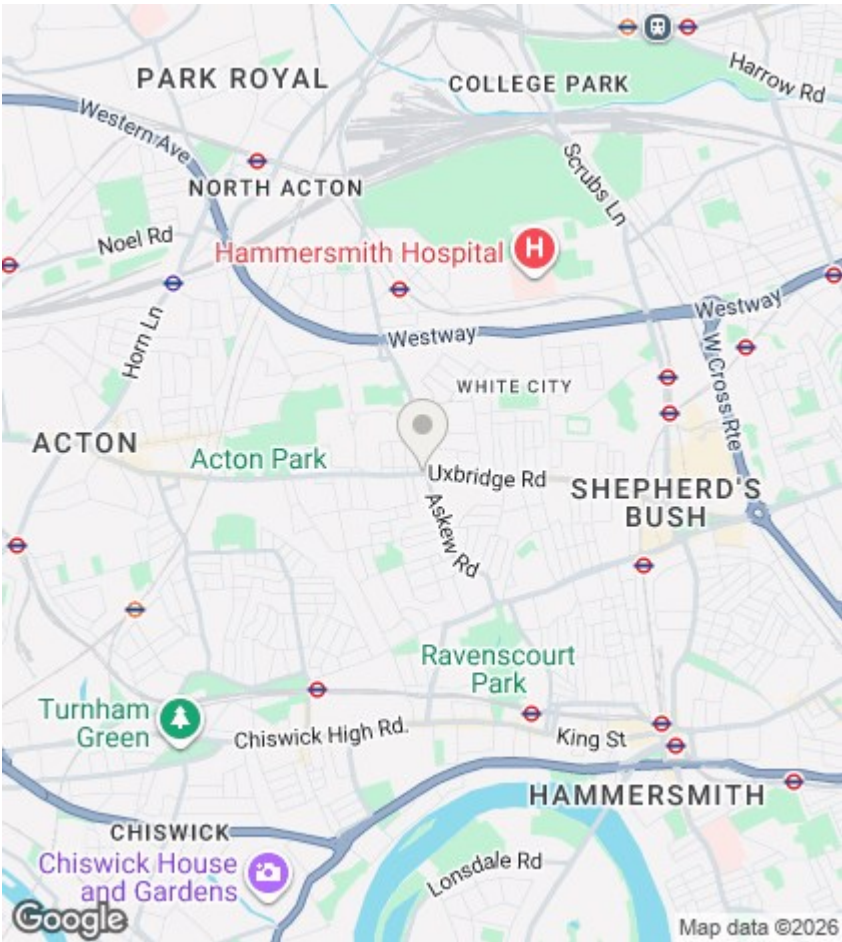 PARK ROYAL
COLLEGE PARK
Harrow Rd
Western Ave
Scrubs Ln
NORTH ACTON
Noel Rd
Hammersmith Hospital
H
Horn Ln
Westway
Westway
W Cross Rte
WHITE CITY
ACTON
Acton Park
Uxbridge Rd
SHEPHERD'S
BUSH
Askew Rd
Ravenscourt
Park
Turnham
Green
Chiswick High Rd.
King St
HAMMERSMITH
CHISWICK
Chiswick House
and Gardens
Lonsdale Rd
Google
Map data ©2026